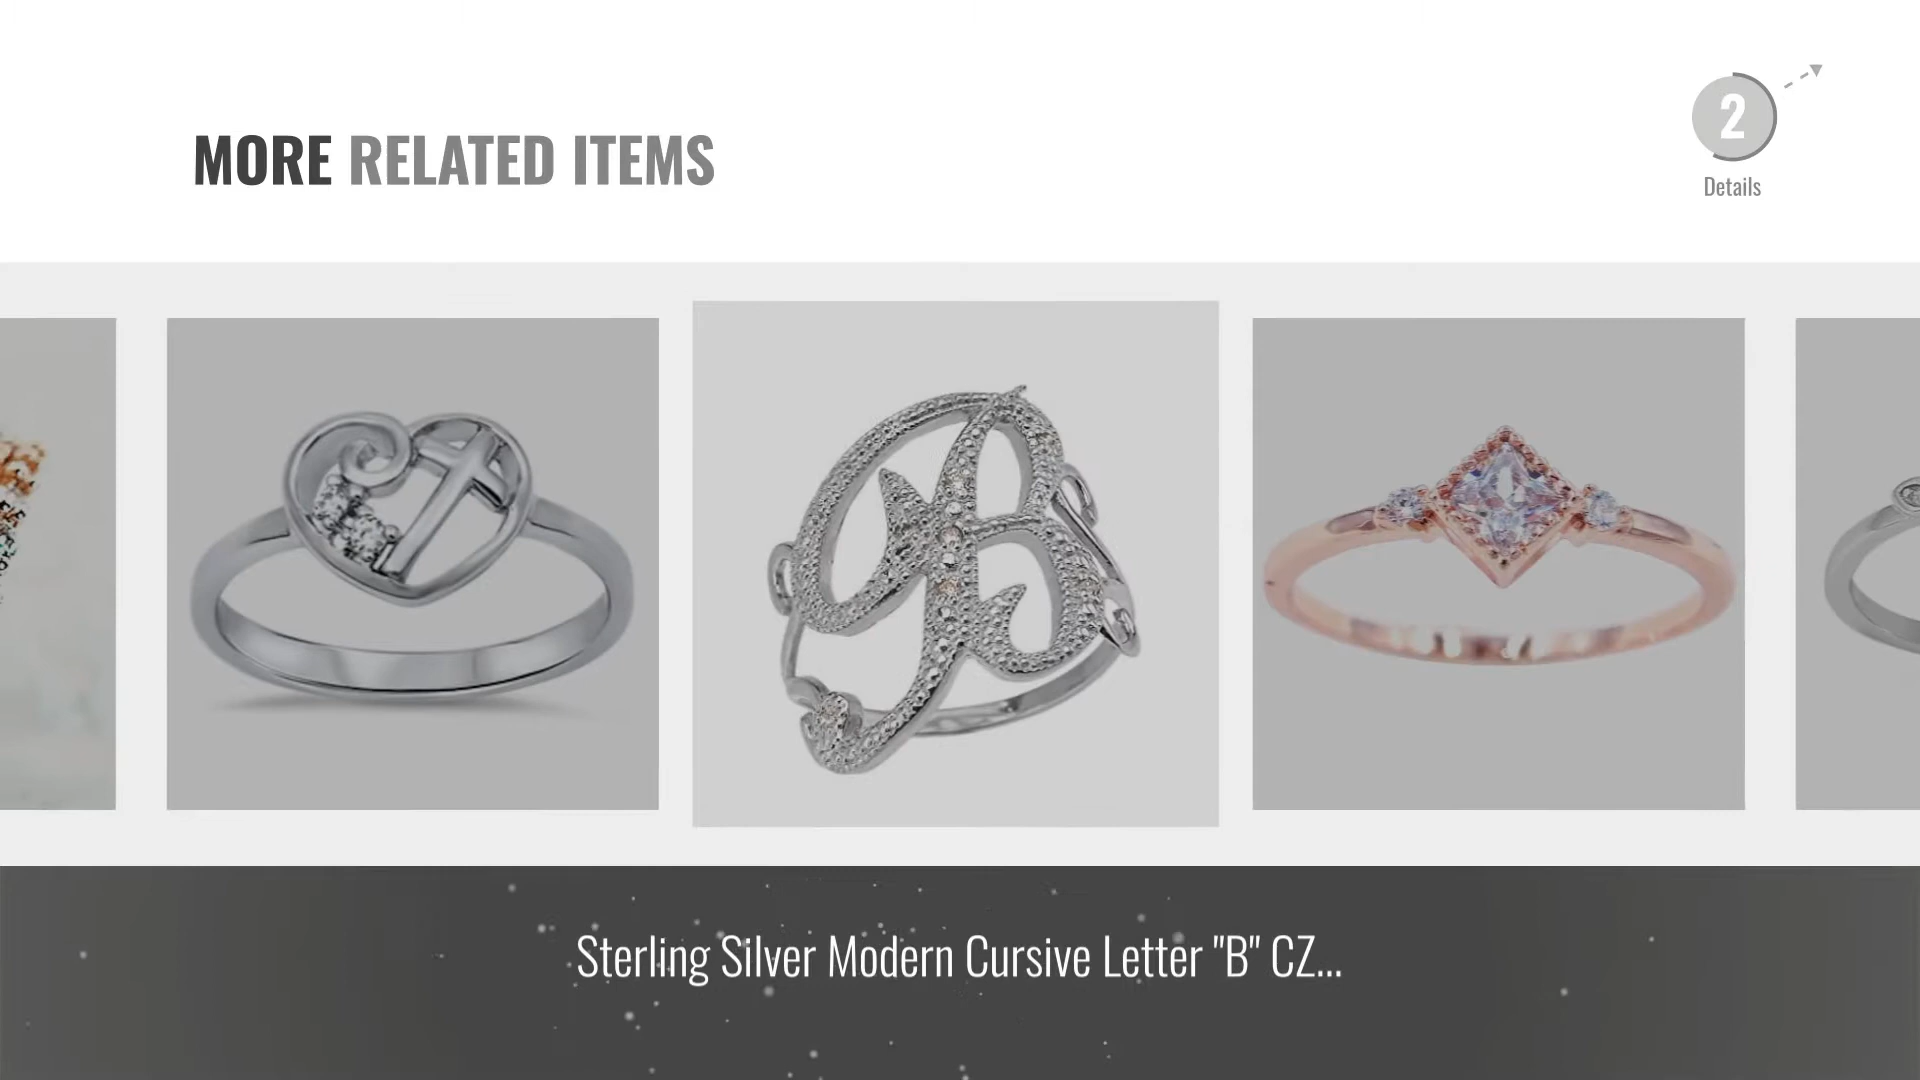 MORE RELATED ITEMS
2
Details
Sterling Silver Modern Cursive Letter "B" CZ...